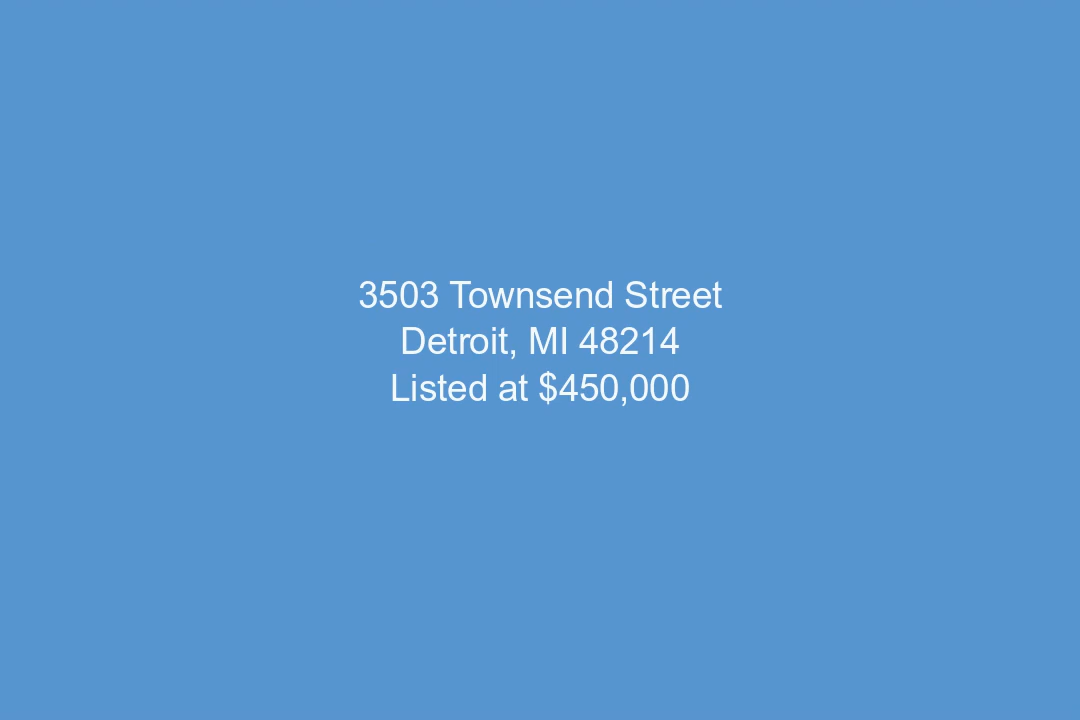 3503 Townsend Street
Detroit, MI 48214
Listed at $450,000